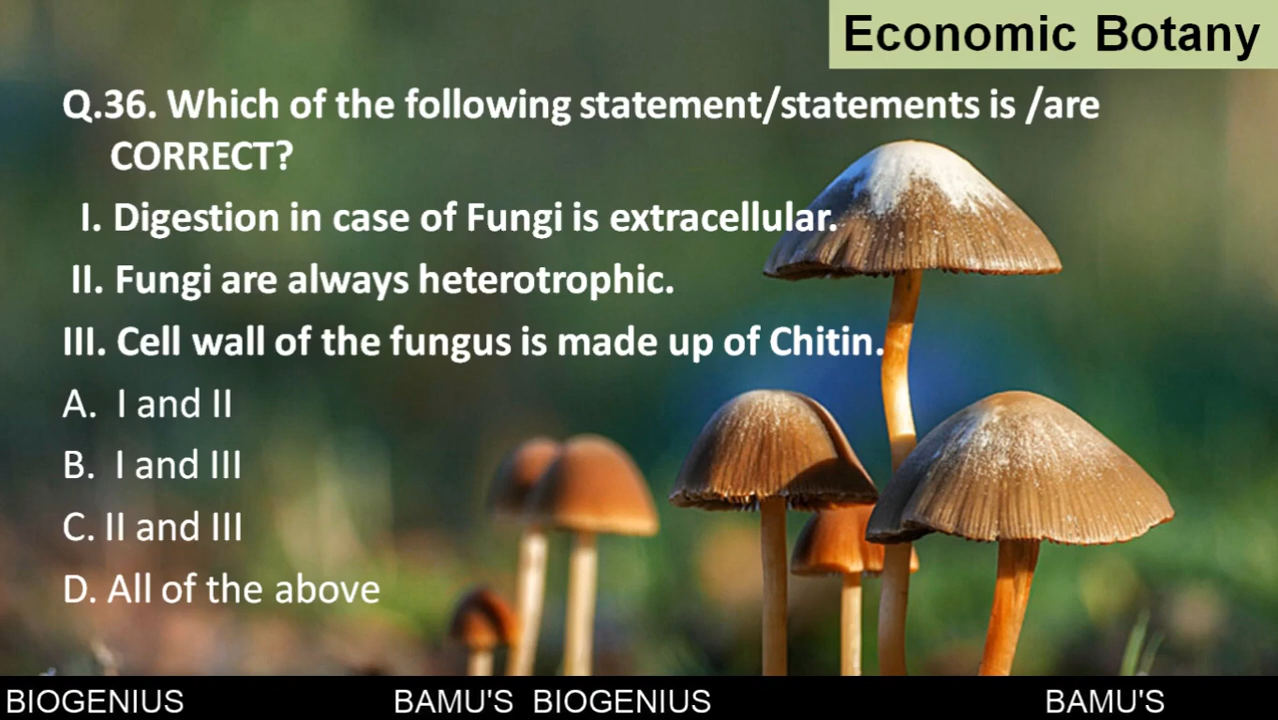 Economic Botany
Q.36. Which of the following statement/statements is /are
CORRECT?
I. Digestion in case of Fungi is extracellular.
II. Fungi are always heterotrophic.
III. Cell wall of the fungus is made up of Chitin.
A. I and II
B. I and III
C. II and III
D. All of the above
BIOGENIUS BAMU'S BIOGENIUS BAMU'S